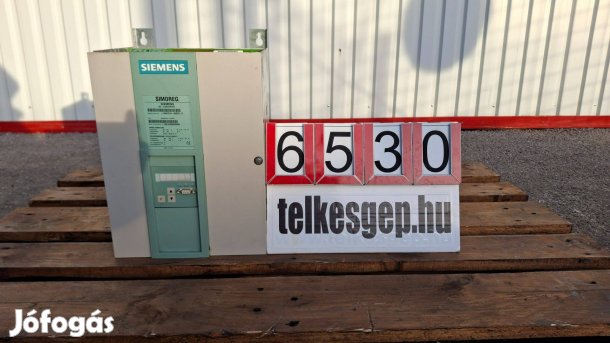 SIEMENS
SIMOREG
6530
telkesgep.hu
Jófogás